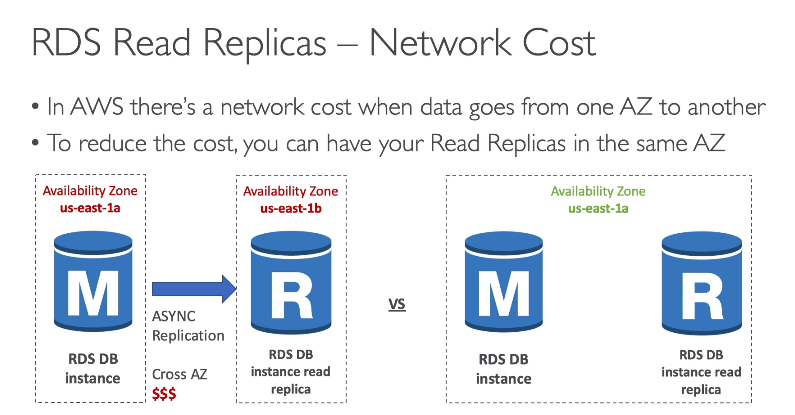 RDS Read Replicas – Network Cost
• In AWS there's a network cost when data goes from one AZ to another
• To reduce the cost, you can have your Read Replicas in the same AZ
Availability Zone
us-east-1a
M
RDS DB
instance
ASYNC
Replication
Cross AZ
$$$
Availability Zone
us-east-1b
R
RDS DB
instance read
replica
vs
Availability Zone
us-east-1a
M
RDS DB
instance
R
RDS DB
instance read
replica